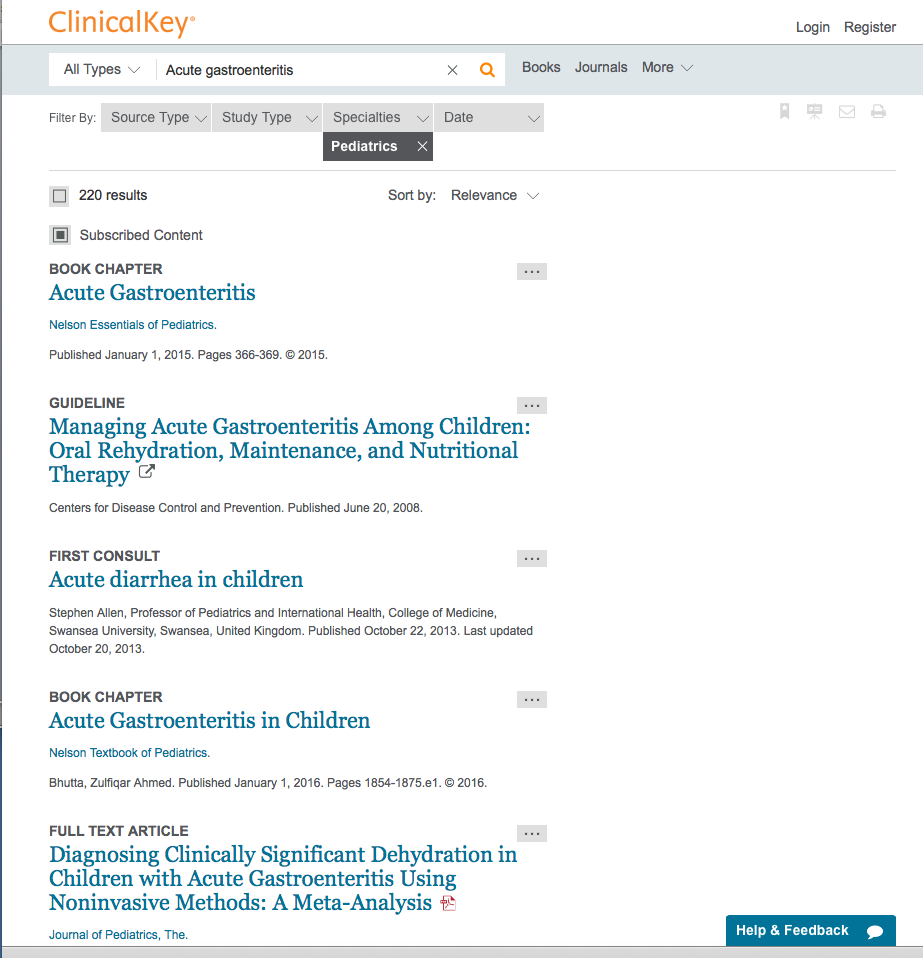 ClinicalKey®
Login Register
All Types Acute gastroenteritis Books Journals More
Filter By: Source Type Study Type Specialties Date
Pediatrics
220 results Sort by: Relevance
Subscribed Content
BOOK CHAPTER
Acute Gastroenteritis
Nelson Essentials of Pediatrics.
Published January 1, 2015. Pages 366-369. © 2015.
GUIDELINE
Managing Acute Gastroenteritis Among Children:
Oral Rehydration, Maintenance, and Nutritional
Therapy
Centers for Disease Control and Prevention. Published June 20, 2008.
FIRST CONSULT
Acute diarrhea in children
Stephen Allen, Professor of Pediatrics and International Health, College of Medicine,
Swansea University, Swansea, United Kingdom. Published October 22, 2013. Last updated
October 20, 2013.
BOOK CHAPTER
Acute Gastroenteritis in Children
Nelson Textbook of Pediatrics.
Bhutta, Zulfiqar Ahmed. Published January 1, 2016. Pages 1854-1875.e1. © 2016.
FULL TEXT ARTICLE
Diagnosing Clinically Significant Dehydration in
Children with Acute Gastroenteritis Using
Noninvasive Methods: A Meta-Analysis
Journal of Pediatrics, The.
Help & Feedback